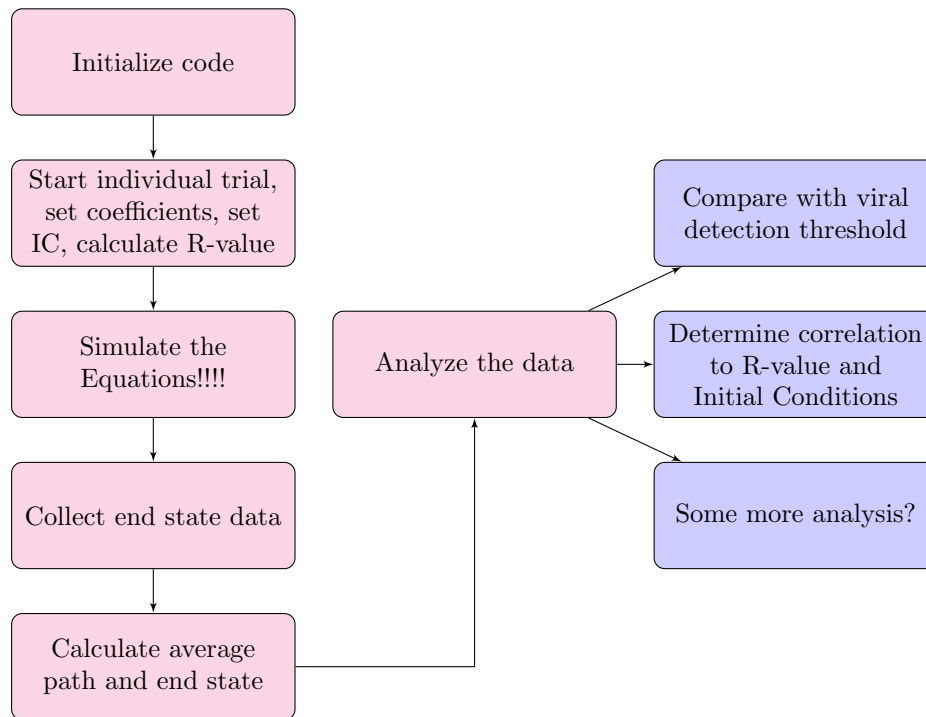 Initialize code
Start individual trial,
set coefficients, set
IC, calculate R-value
Simulate the
Equations!!!!
Collect end state data
Calculate average
path and end state
Analyze the data
Compare with viral
detection threshold
Determine correlation
to R-value and
Initial Conditions
Some more analysis?